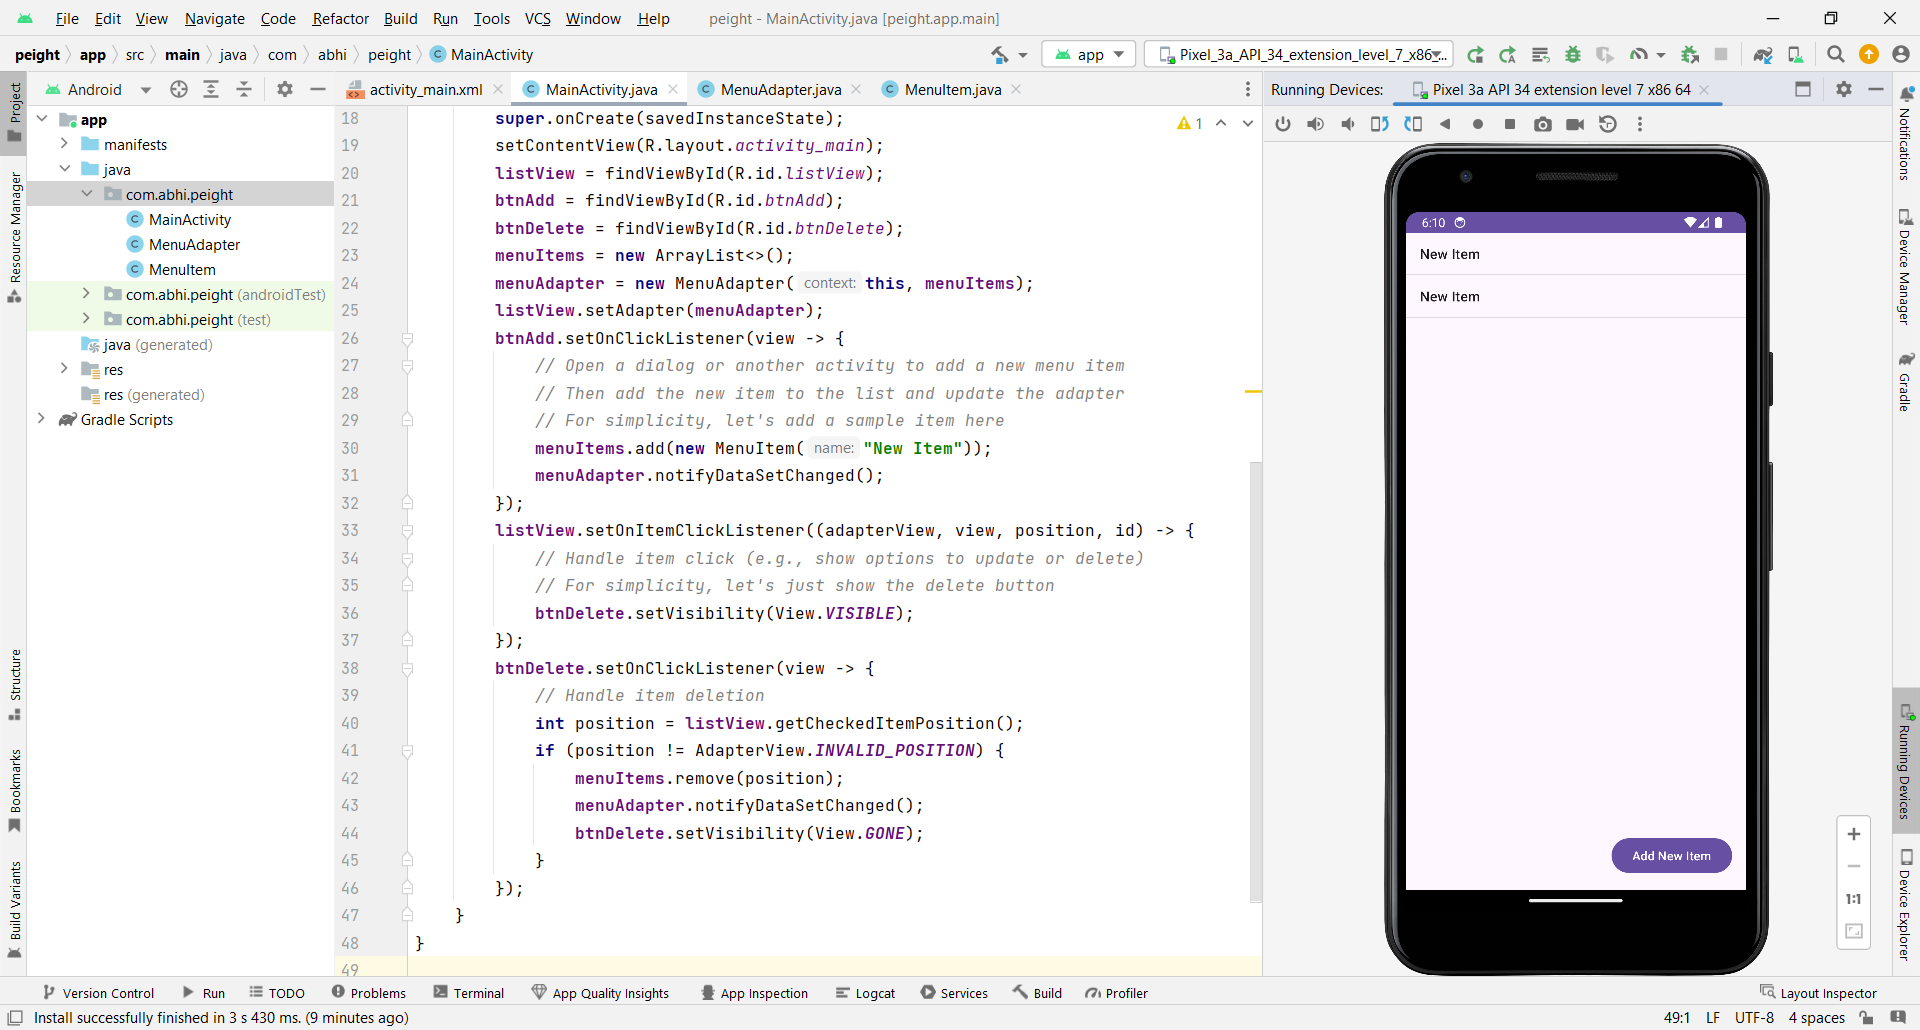 File Edit View Navigate Code Refactor Build Run Tools VCS Window Help peight - MainActivity.java [peight.app.main]
peight app src main java com abhi peight MainActivity
app Pixel_3a_API_34_extension_level_7_x86_...
Android
activity_main.xml MainActivity.java MenuAdapter.java MenuItem.java
Running Devices: Pixel 3a API 34 extension level 7 x86 64
Project
Resource Manager
Structure
Bookmarks
Build Variants
app
manifests
java
com.abhi.peight
MainActivity
MenuAdapter
MenuItem
com.abhi.peight (androidTest)
com.abhi.peight (test)
java (generated)
res
res (generated)
Gradle Scripts
1
18 super.onCreate(savedInstanceState);
19 setContentView(R.layout.activity_main);
20 listView = findViewById(R.id.listView);
21 btnAdd = findViewById(R.id.btnAdd);
22 btnDelete = findViewById(R.id.btnDelete);
23 menuItems = new ArrayList<>();
24 menuAdapter = new MenuAdapter( context: this, menuItems);
25 listView.setAdapter(menuAdapter);
26 btnAdd.setOnClickListener(view -> {
27 // Open a dialog or another activity to add a new menu item
28 // Then add the new item to the list and update the adapter
29 // For simplicity, let's add a sample item here
30 menuItems.add(new MenuItem( name: "New Item"));
31 menuAdapter.notifyDataSetChanged();
32 });
33 listView.setOnItemClickListener((adapterView, view, position, id) -> {
34 // Handle item click (e.g., show options to update or delete)
35 // For simplicity, let's just show the delete button
36 btnDelete.setVisibility(View.VISIBLE);
37 });
38 btnDelete.setOnClickListener(view -> {
39 // Handle item deletion
40 int position = listView.getCheckedItemPosition();
41 if (position != AdapterView.INVALID_POSITION) {
42 menuItems.remove(position);
43 menuAdapter.notifyDataSetChanged();
44 btnDelete.setVisibility(View.GONE);
45 }
46 });
47 }
48 }
49
6:10
New Item
New Item
Add New Item
1:1
Notifications
Device Manager
Gradle
Running Devices
Device Explorer
Version Control Run TODO Problems Terminal App Quality Insights App Inspection Logcat Services Build Profiler Layout Inspector
Install successfully finished in 3 s 430 ms. (9 minutes ago) 49:1 LF UTF-8 4 spaces